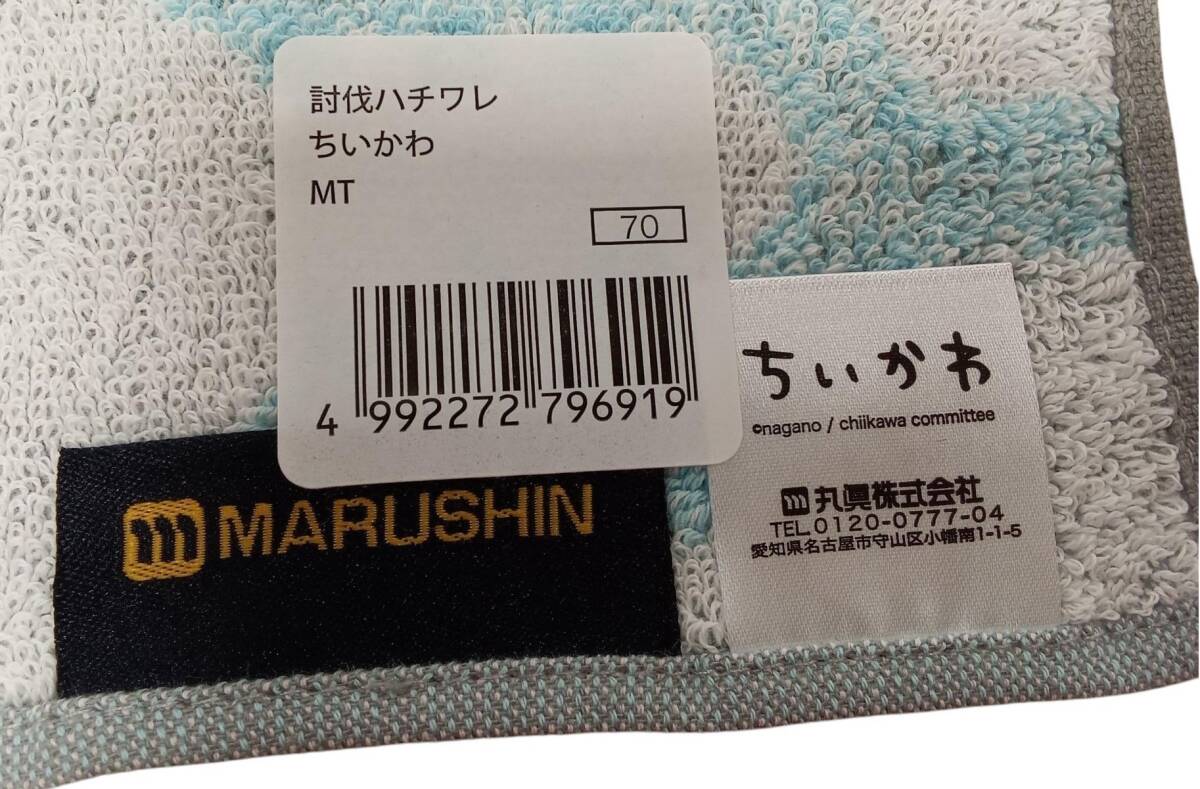 討伐ハチワレ
ちいかわ
MT
70
4 992272 796919
MARUSHIN
ちいかわ
©nagano / chiikawa committee
丸眞株式会社
TEL.0120-0777-04
愛知県名古屋市守山区小幡南1-1-5